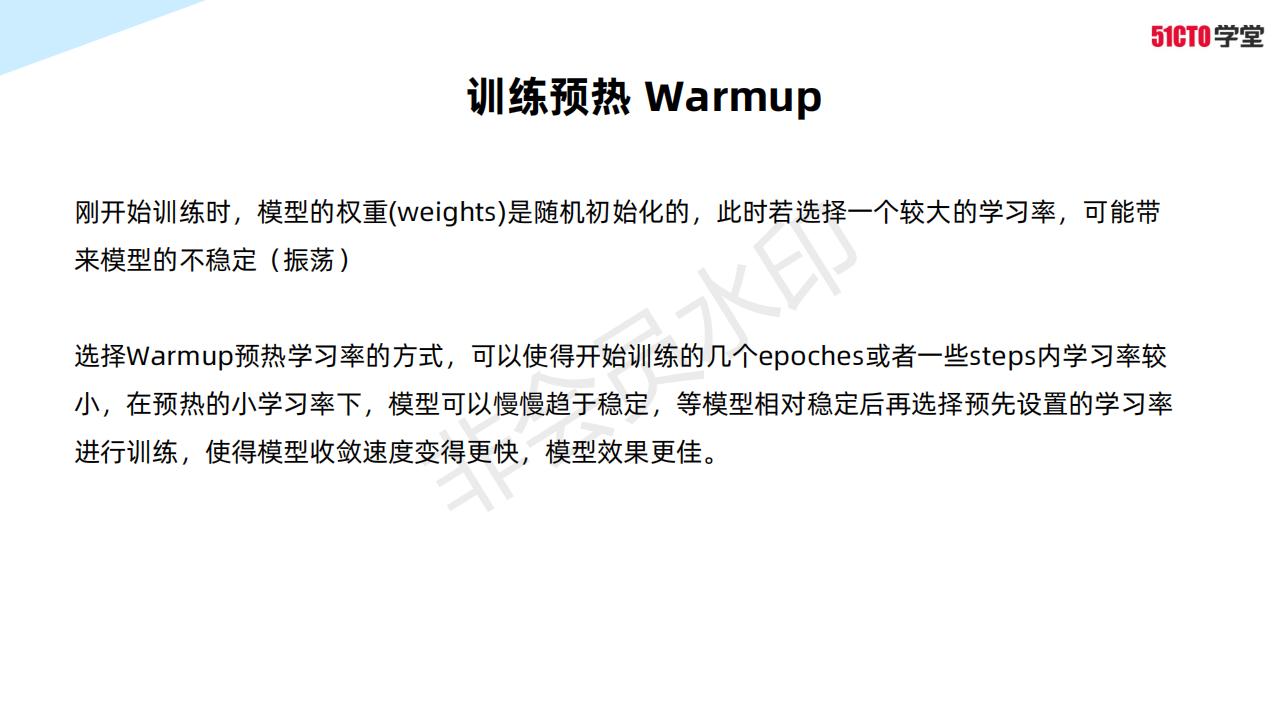 51CTO学堂
训练预热 Warmup
刚开始训练时，模型的权重(weights)是随机初始化的，此时若选择一个较大的学习率，可能带
来模型的不稳定（振荡）
选择Warmup预热学习率的方式，可以使得开始训练的几个epoches或者一些steps内学习率较
小，在预热的小学习率下，模型可以慢慢趋于稳定，等模型相对稳定后再选择预先设置的学习率
进行训练，使得模型收敛速度变得更快，模型效果更佳。
非会员水印